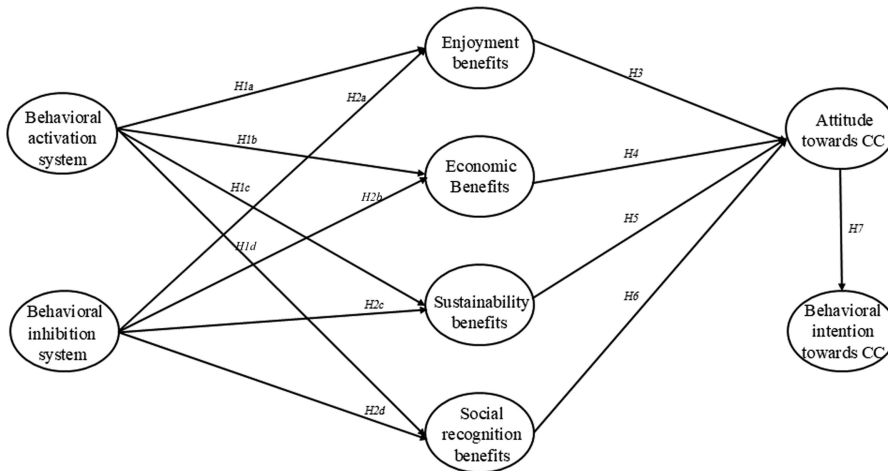 Enjoyment
benefits
H1a
H2a
H3
Behavioral
activation
system
H1b
Economic
Benefits
H4
Attitude
towards CC
H1c
H2b
H5
H7
H1d
H2c
Sustainability
benefits
H6
Behavioral
inhibition
system
Behavioral
intention
towards CC
H2d
Social
recognition
benefits